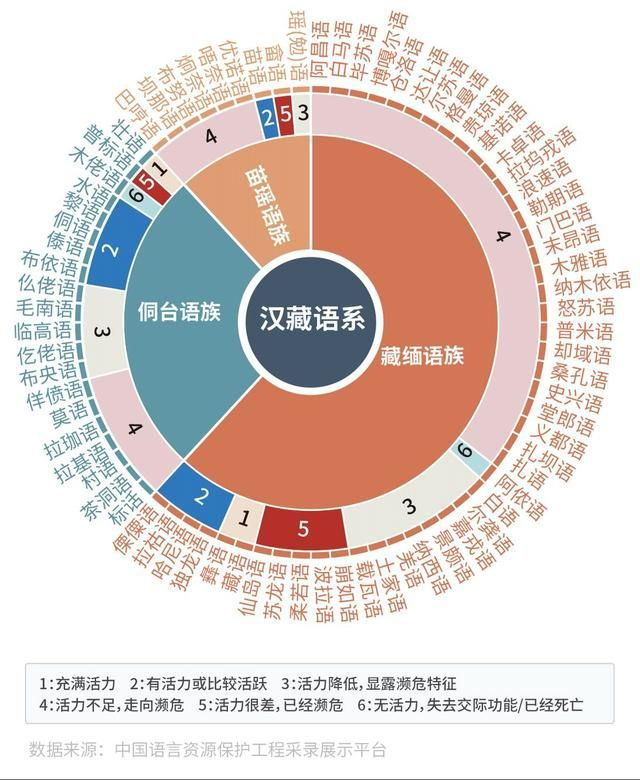 汉藏语系
藏缅语族
侗台语族
苗瑶语族
4
6
3
5
1
2
4
3
2
6
5
1
4
2
5
3
阿昌语
白马语
毕苏语
博嘎尔语
仓洛语
卡卓语
拉坞戎语
浪速语
勒期语
门巴语
末昂语
木雅语
纳木依语
怒苏语
普米语
却域语
桑孔语
史兴语
堂郎语
义都语
扎坝语
扎语
阿侬语
白语
尔龚语
嘉戎语
景颇语
纳西语
羌语
土家语
载瓦语
崩如语
波拉语
柔若语
苏龙语
仙岛语
藏语
彝语
独龙语
哈尼语
拉祜语
傈僳语
标话
茶洞语
村语
拉基语
拉珈语
莫语
佯僙语
布央语
仡佬语
临高语
毛南语
仫佬语
布依语
傣语
侗语
黎语
水语
木佬语
普标语
壮语
巴哼语
坝那语
布努语
炯奈语
优诺语
苗语
畲语
瑶(勉)语
1:充满活力 2:有活力或比较活跃 3:活力降低,显露濒危特征
4:活力不足,走向濒危 5:活力很差,已经濒危 6:无活力,失去交际功能/已经死亡
数据来源：中国语言资源保护工程采录展示平台